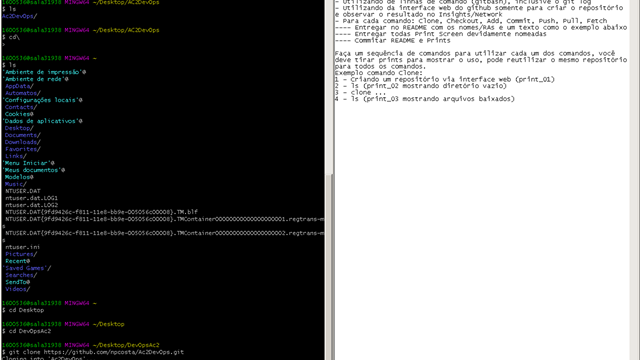 1600536@sala31938 MINGW64 ~/Desktop/AC2DevOps
$ ls
Ac2DevOps/
1600536@sala31938 MINGW64 ~/Desktop/AC2DevOps
$ cd\
>
1600536@sala31938 MINGW64 ~
$ ls
'Ambiente de impressão'@
'Ambiente de rede'@
AppData/
Automatos/
'Configurações locais'@
Contacts/
Cookies@
'Dados de aplicativos'@
Desktop/
Documents/
Downloads/
Favorites/
Links/
'Menu Iniciar'@
'Meus documentos'@
Modelos@
Music/
NTUSER.DAT
ntuser.dat.LOG1
ntuser.dat.LOG2
NTUSER.DAT{9fd9426c-f811-11e8-bb9e-005056c00008}.TM.blf
NTUSER.DAT{9fd9426c-f811-11e8-bb9e-005056c00008}.TMContainer00000000000000000001.regtrans-m
s
NTUSER.DAT{9fd9426c-f811-11e8-bb9e-005056c00008}.TMContainer00000000000000000002.regtrans-m
s
ntuser.ini
Pictures/
Recent@
'Saved Games'/
Searches/
SendTo@
Videos/
1600536@sala31938 MINGW64 ~
$ cd Desktop
1600536@sala31938 MINGW64 ~/Desktop
$ cd DevOpsAc2
1600536@sala31938 MINGW64 ~/Desktop/DevOpsAc2
$ git clone https://github.com/npcosta/Ac2DevOps.git
Cloning into 'Ac2DevOps'
- Utilizando de linhas de (gitbash), inclusive o git log
- Utilizando da interface web do github somente para criar o repositório
e observar o resultado no Insights/Network
- Para cada comando: Clone, Checkout, Add, Commit, Push, Pull, Fetch
---- Entregar no README.com os nomes/RAS é um texto como o exemplo abaixo
---- Entregar todas Print Screen devidamente nomeadas
---- Commitar README e Prints
Faça um sequência de comandos para utilizar cada um dos comandos, você
deve tirar prints para mostrar o uso, pode reutilizar o mesmo repositório
para todos os comandos.
Exemplo comando Clone:
1 - Criando um repositório via interface web (print_01)
2 - ls (print_02 mostrando diretório vazio)
3 - clone ...
4 - ls (print_03 mostrando arquivos baixados)